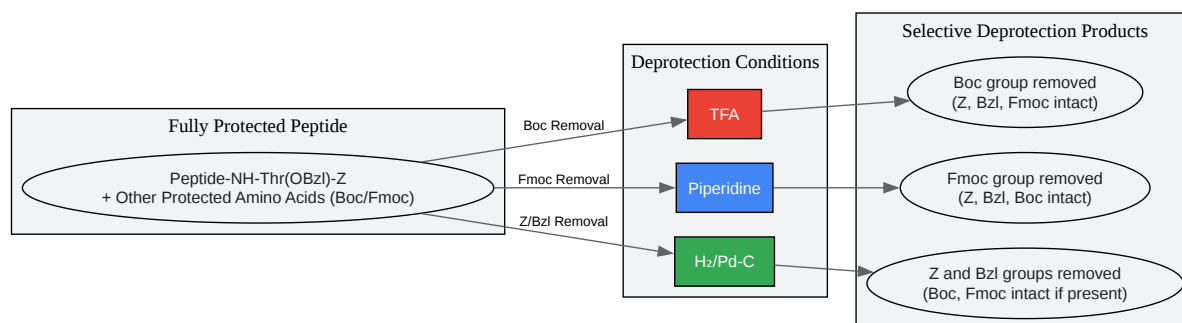 Selective Deprotection Products
Deprotection Conditions
Fully Protected Peptide
Peptide-NH-Thr(OBzl)-Z
+ Other Protected Amino Acids (Boc/Fmoc)
Boc Removal
Fmoc Removal
Z/Bzl Removal
TFA
Piperidine
H₂/Pd-C
Boc group removed
(Z, Bzl, Fmoc intact)
Fmoc group removed
(Z, Bzl, Boc intact)
Z and Bzl groups removed
(Boc, Fmoc intact if present)